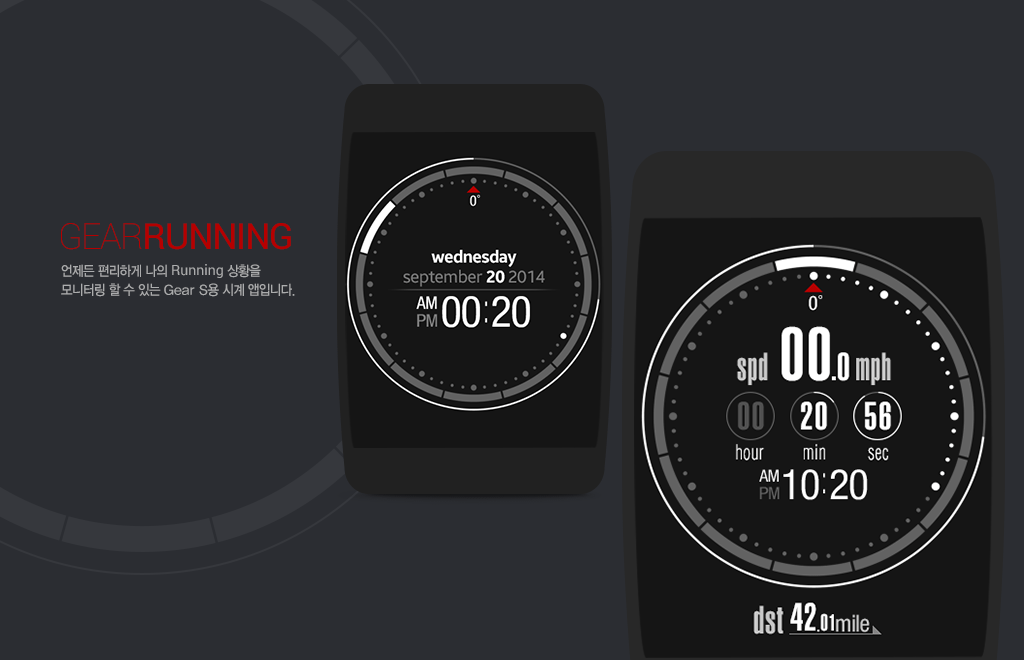 GEARRUNNING
언제든 편리하게 나의 Running 상황을
모니터링 할 수 있는 Gear S용 시계 앱입니다.
0°
wednesday
september 20 2014
AM
PM 00:20
0°
spd 00.0 mph
00 20 56
hour min sec
AM
PM 10:20
dst 42.01mile